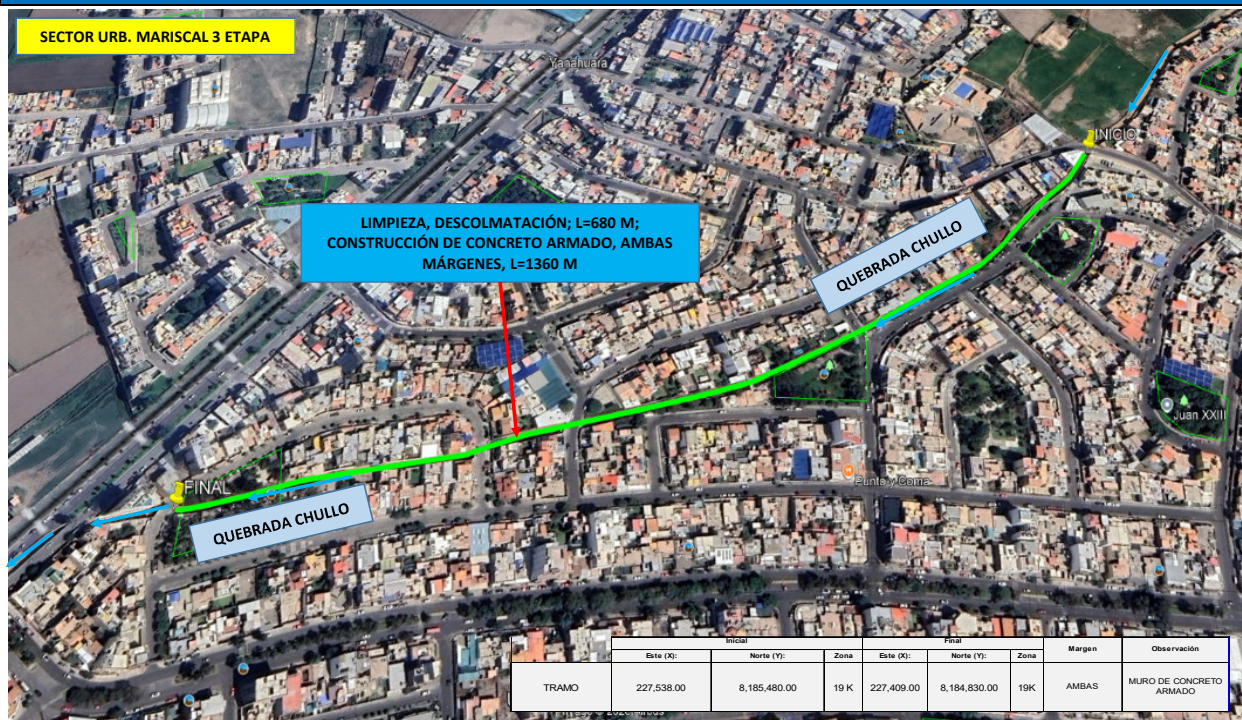 SECTOR URB. MARISCAL 3 ETAPA
Yanahuara
INICIO
LIMPIEZA, DESCOLMATACIÓN; L=680 M;
CONSTRUCCIÓN DE CONCRETO ARMADO, AMBAS
MÁRGENES, L=1360 M
QUEBRADA CHULLO
Juan XXIII
Punto y Coma
FINAL
QUEBRADA CHULLO
Inicial Final Margen Observación
Este (X): Norte (Y): Zona Este (X): Norte (Y): Zona
TRAMO 227,538.00 8,185,480.00 19 K 227,409.00 8,184,830.00 19K AMBAS MURO DE CONCRETO
ARMADO